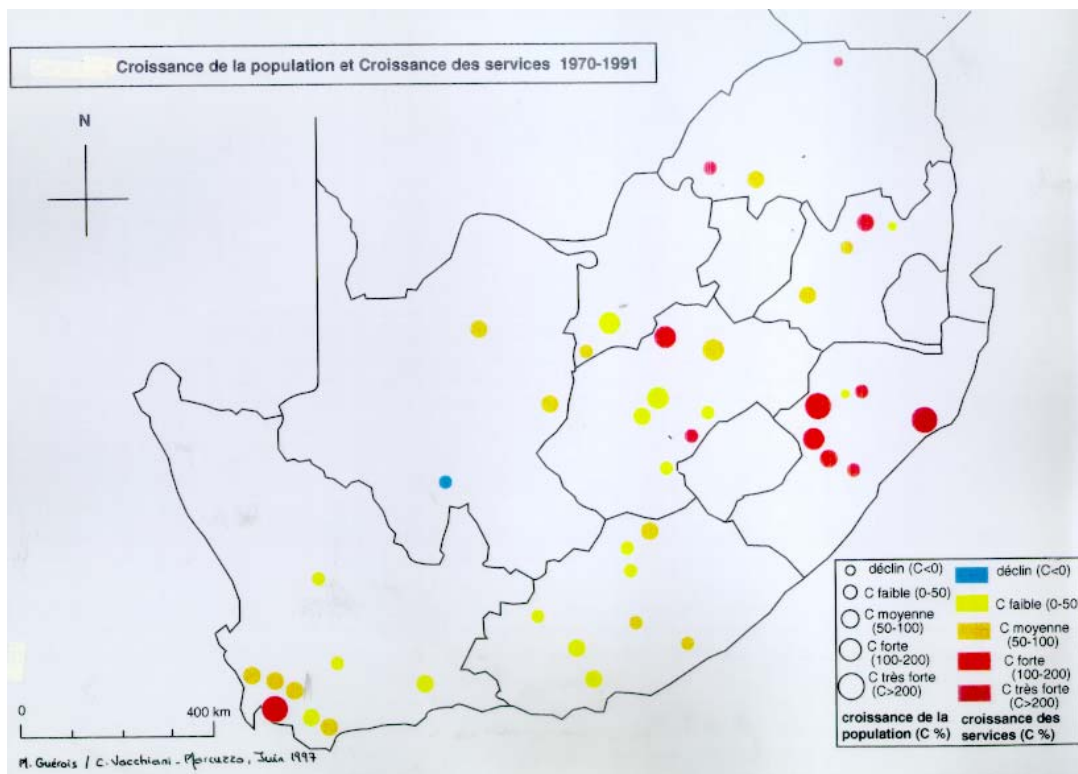 Croissance de la population et Croissance des services 1970-1991
N
déclin (C<0)
C faible (0-50)
C moyenne
(50-100)
C forte
(100-200)
C très forte
(C>200)
croissance de la
population (C %)
déclin (C<0)
C faible (0-50)
C moyenne
(50-100)
C forte
(100-200)
C très forte
(C>200)
croissance des
services (C %)
0
400 km
M. Guérois / C. Vacchiani-Marcuzzo, Juin 1997